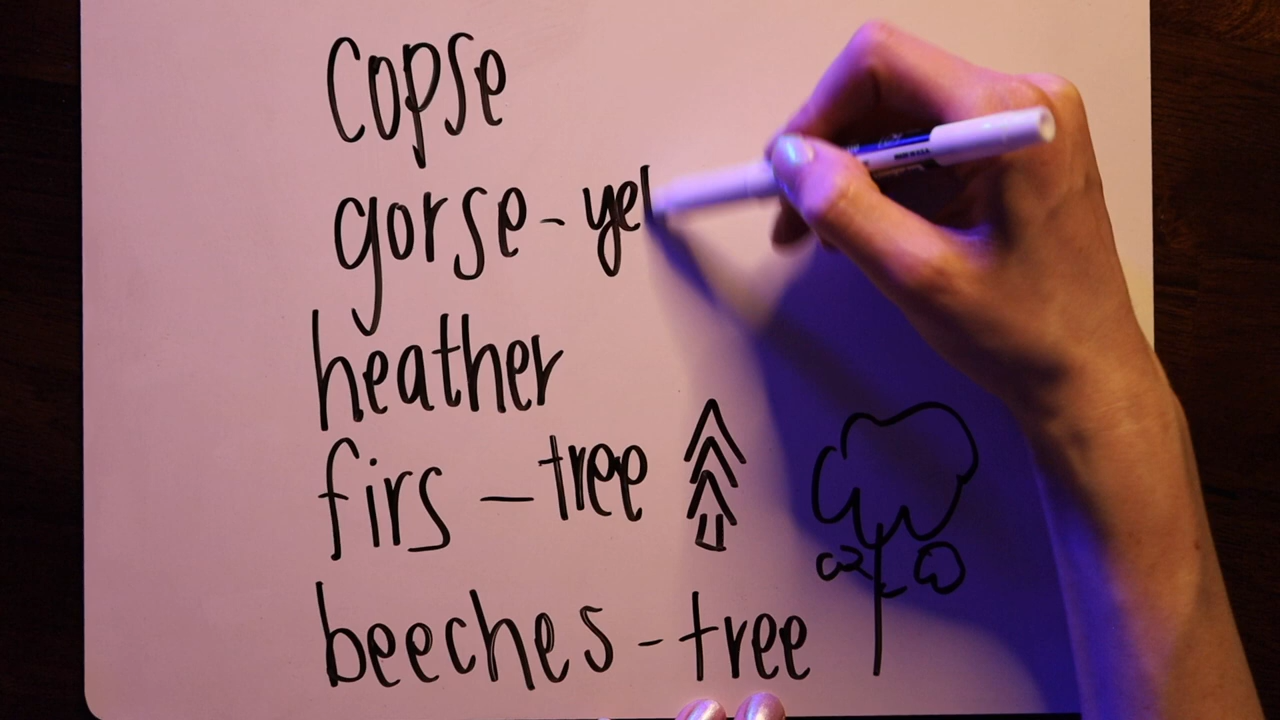 copse
gorse - yel
heather
firs - tree
beeches - tree